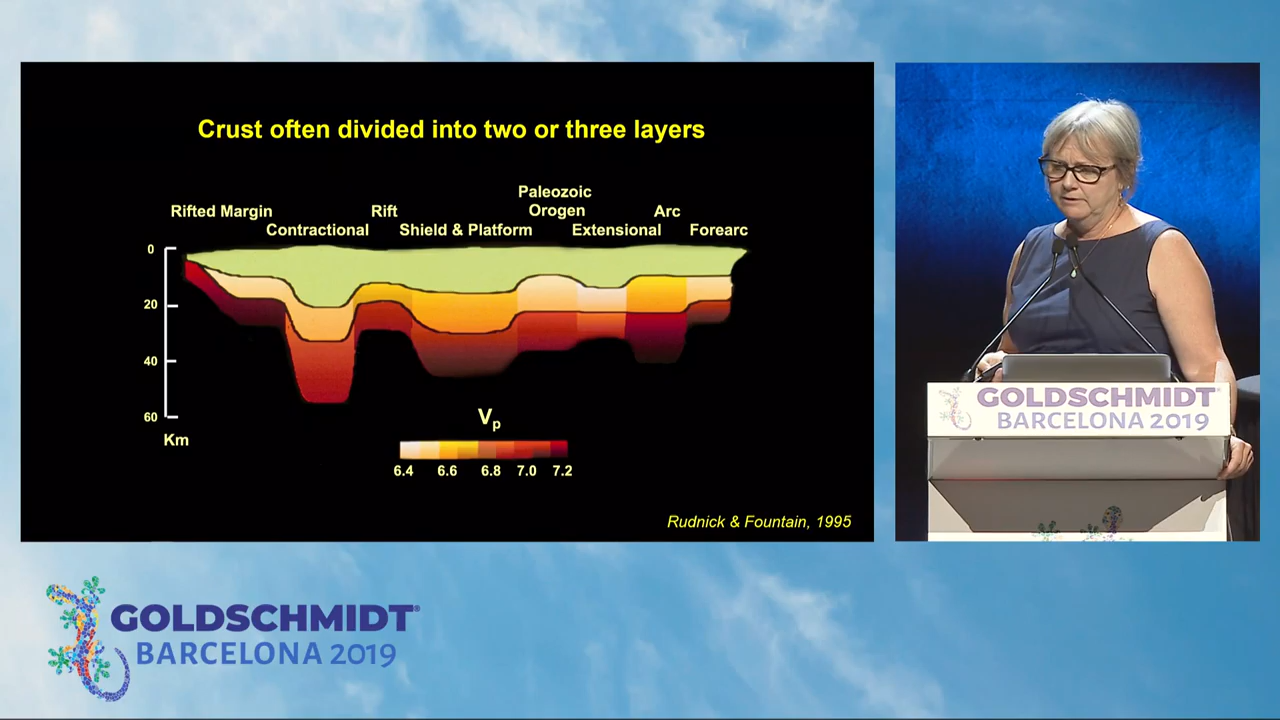 Crust often divided into two or three layers
Paleozoic
Rifted Margin Rift Orogen Arc
Contractional Shield & Platform Extensional Forearc
0
20
40
60
Km
Vp
6.4 6.6 6.8 7.0 7.2
Rudnick & Fountain, 1995
GOLDSCHMIDT
BARCELONA 2019
GOLDSCHMIDT®
BARCELONA 2019